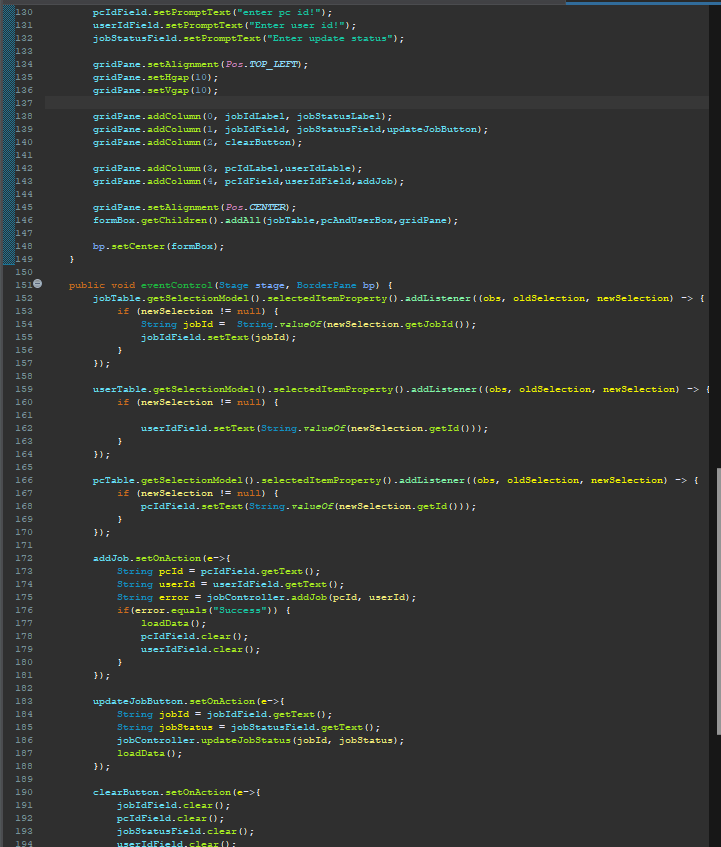 130 pcIdField.setPromptText("enter pc id!");
131 userIdField.setPromptText("Enter user id!");
132 jobStatusField.setPromptText("Enter update status");
133
134 gridPane.setAlignment(Pos.TOP_LEFT);
135 gridPane.setHgap(10);
136 gridPane.setVgap(10);
137
138 gridPane.addColumn(0, jobIdLabel, jobStatusLabel);
139 gridPane.addColumn(1, jobIdField, jobStatusField,updateJobButton);
140 gridPane.addColumn(2, clearButton);
141
142 gridPane.addColumn(3, pcIdLabel,userIdLable);
143 gridPane.addColumn(4, pcIdField,userIdField,addJob);
144
145 gridPane.setAlignment(Pos.CENTER);
146 formBox.getChildren().addAll(jobTable,pcAndUserBox,gridPane);
147
148 bp.setCenter(formBox);
149 }
150
151 public void eventControl(Stage stage, BorderPane bp) {
152 jobTable.getSelectionModel().selectedItemProperty().addListener((obs, oldSelection, newSelection) -> {
153 if (newSelection != null) {
154 String jobId =  String.valueOf(newSelection.getJobId());
155 jobIdField.setText(jobId);
156 }
157 });
158
159 userTable.getSelectionModel().selectedItemProperty().addListener((obs, oldSelection, newSelection) -> {
160 if (newSelection != null) {
161
162 userIdField.setText(String.valueOf(newSelection.getId()));
163 }
164 });
165
166 pcTable.getSelectionModel().selectedItemProperty().addListener((obs, oldSelection, newSelection) -> {
167 if (newSelection != null) {
168 pcIdField.setText(String.valueOf(newSelection.getId()));
169 }
170 });
171
172 addJob.setOnAction(e->{
173 String pcId = pcIdField.getText();
174 String userId = userIdField.getText();
175 String error = jobController.addJob(pcId, userId);
176 if(error.equals("Success")) {
177 loadData();
178 pcIdField.clear();
179 userIdField.clear();
180 }
181 });
182
183 updateJobButton.setOnAction(e->{
184 String jobId = jobIdField.getText();
185 String jobStatus = jobStatusField.getText();
186 jobController.updateJobStatus(jobId, jobStatus);
187 loadData();
188 });
189
190 clearButton.setOnAction(e->{
191 jobIdField.clear();
192 pcIdField.clear();
193 jobStatusField.clear();
194 userIdField.clear();